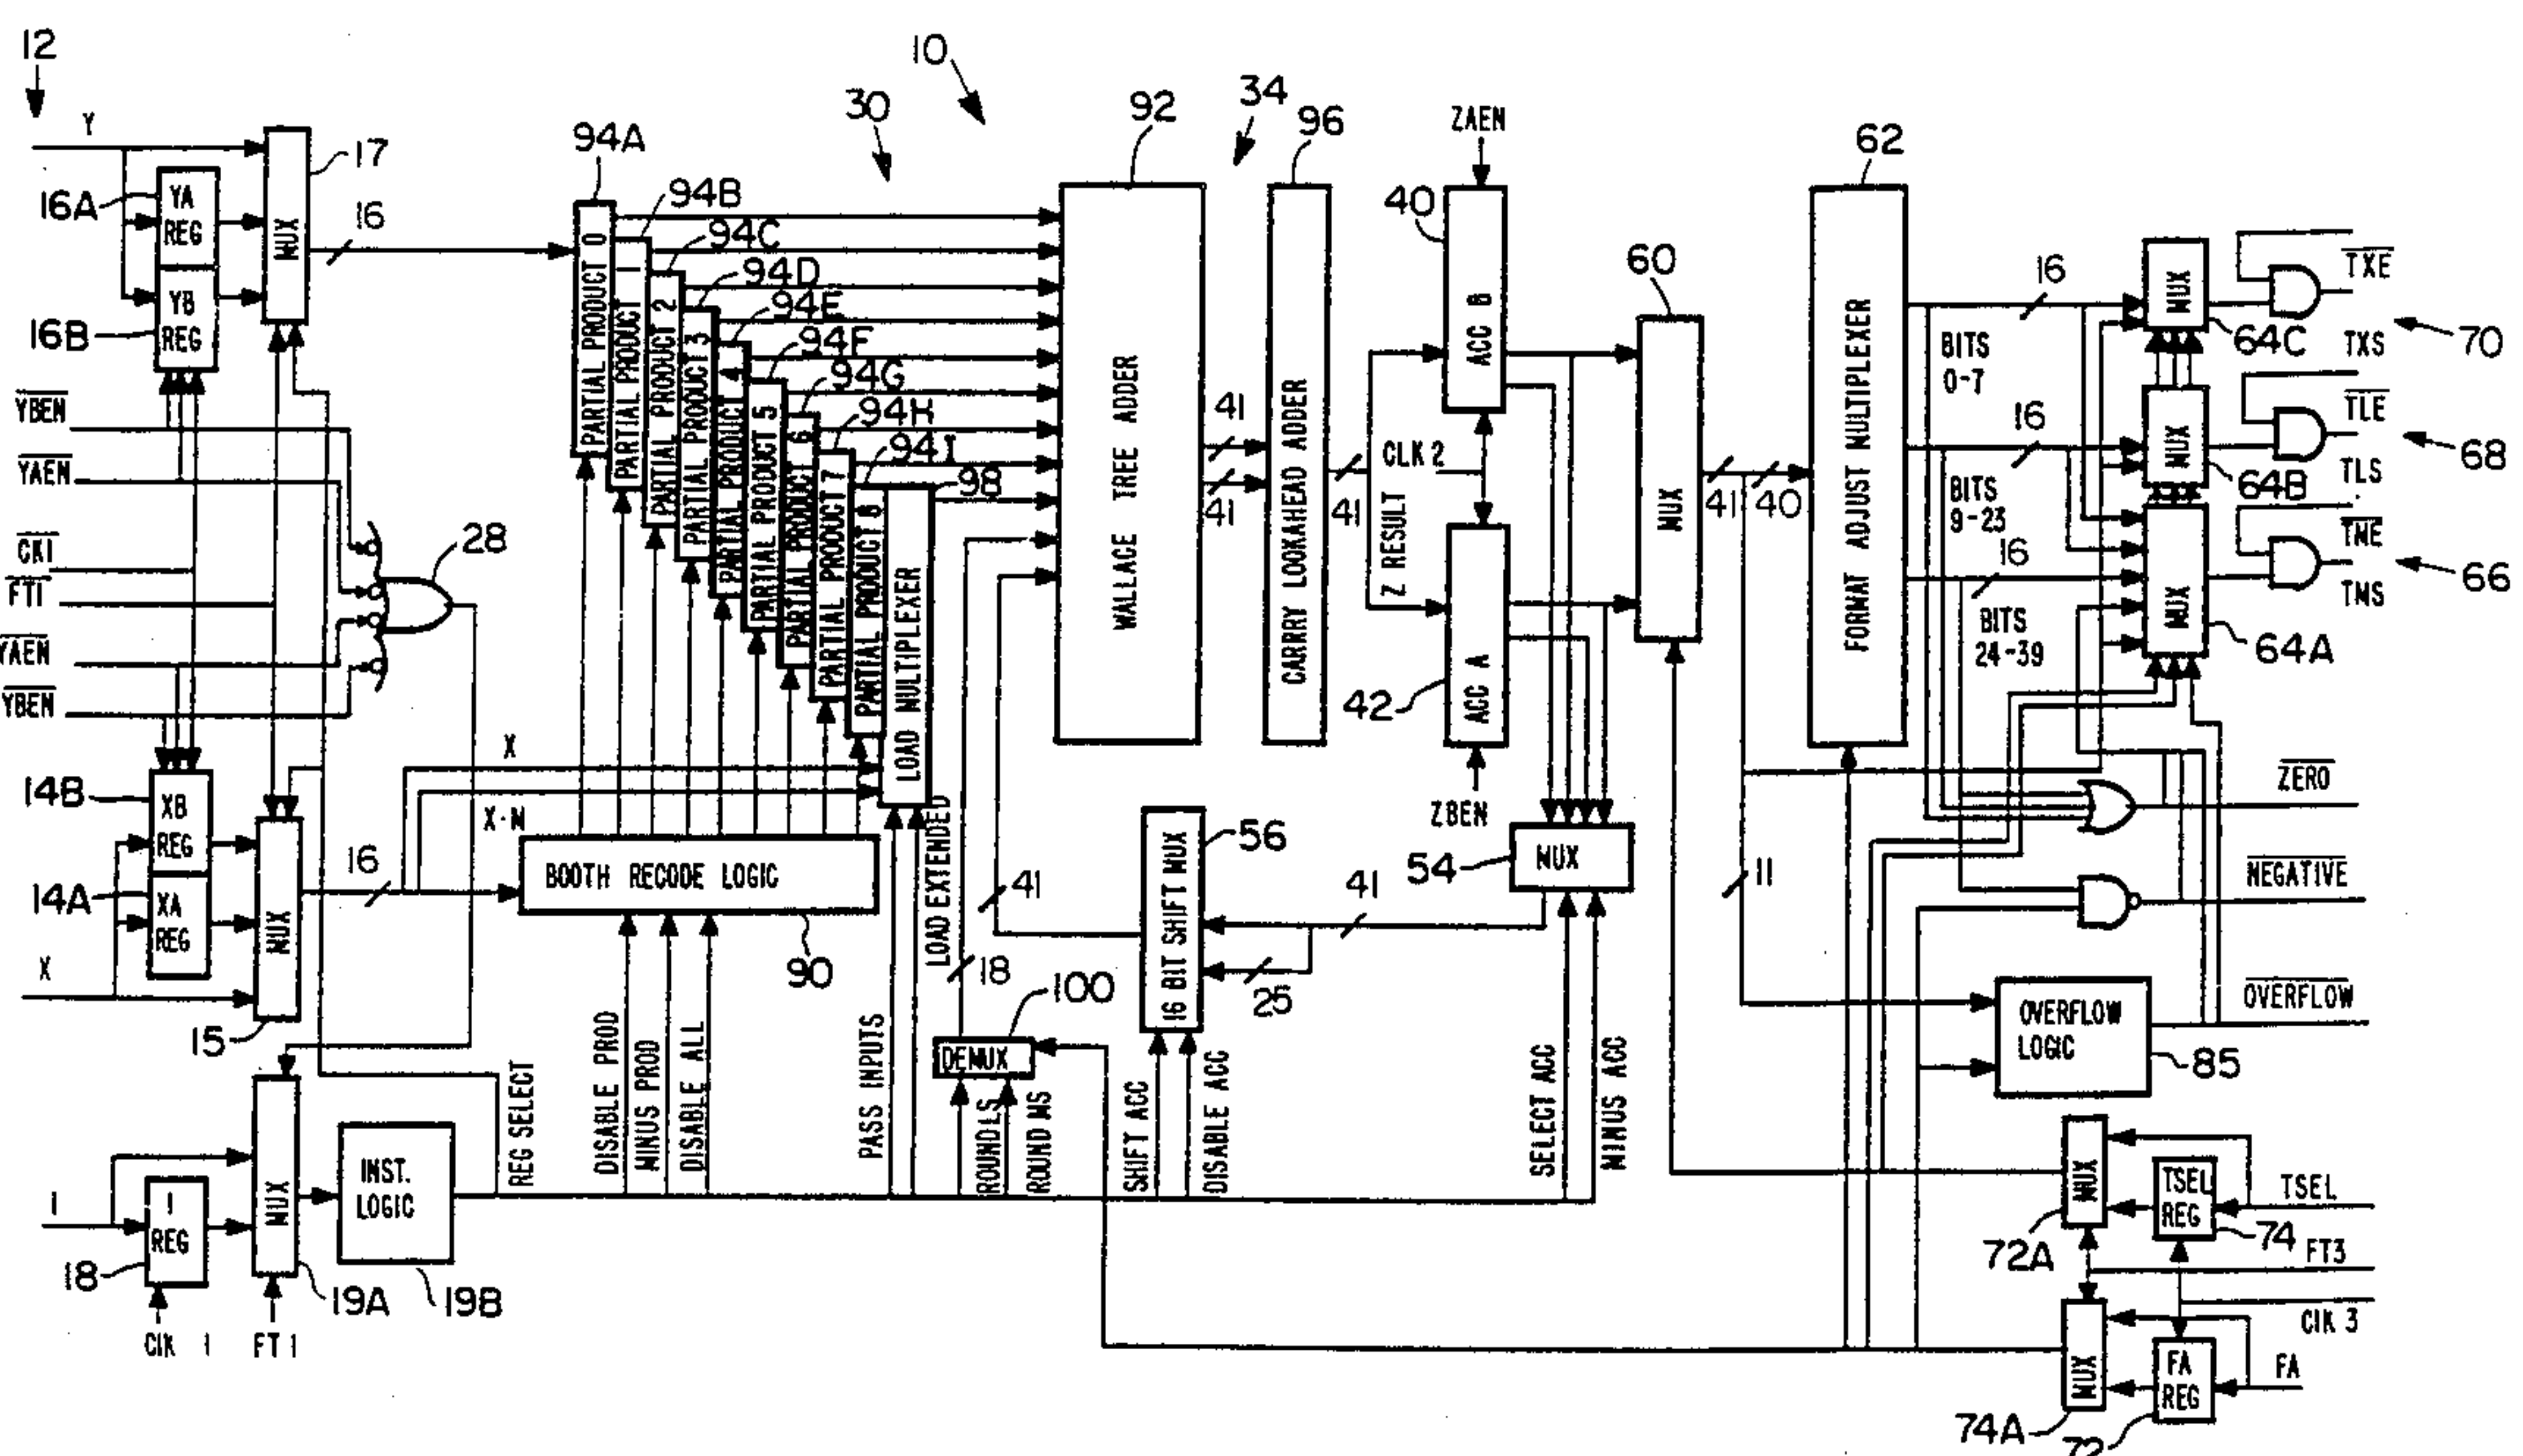 12
Y
16A
YA
REG
16B
YB
REG
MUX
17
16
YBEN
YAEN
CKI
FTI
YAEN
YBEN
28
14B
XB
REG
14A
XA
REG
X
MUX
15
16
X
X·N
I
I
REG
18
CIK 1
MUX
19A
FT 1
INST.
LOGIC
19B
REG SELECT
10
30
34
94A
94B
94C
94D
94E
94F
94G
94H
94I
98
PARTIAL PRODUCT 0
PARTIAL PRODUCT 1
PARTIAL PRODUCT 2
PARTIAL PRODUCT 3
PARTIAL PRODUCT
PARTIAL PRODUCT 5
PARTIAL PRODUCT 6
PARTIAL PRODUCT 7
PARTIAL PRODUCT 8
LOAD MULTIPLEXER
BOOTH RECODE LOGIC
90
DISABLE PROD
MINUS PROD
DISABLE ALL
PASS INPUTS
LOAD EXTENDED
18
100
DEMUX
ROUND LS
ROUND MS
92
WALLACE TREE ADDER
41
41
96
CARRY LOOKAHEAD ADDER
41
Z RESULT
CLK 2
ZAEN
40
ACC B
42
ACC A
ZBEN
41
16 BIT SHIFT MUX
56
41
25
SHIFT ACC
DISABLE ACC
54
MUX
SELECT ACC
MINUS ACC
60
MUX
41
40
11
62
FORMAT ADJUST MULTIPLEXER
BITS
0-7
16
BITS
9-23
16
BITS
24-39
16
MUX
64C
MUX
64B
MUX
64A
TXE
70
TXS
TLE
68
TLS
TME
66
TMS
ZERO
NEGATIVE
OVERFLOW
OVERFLOW
LOGIC
85
MUX
72A
TSEL
REG
74
TSEL
FT3
CIK 3
MUX
74A
FA
REG
72
FA